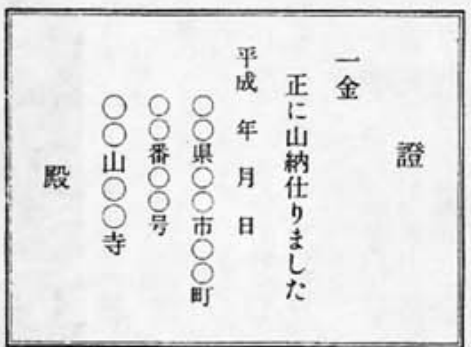 證
一金
正に山納仕りました
平成 年 月 日
○○県○○市○○町
○○番○○号
○○山○○寺
殿